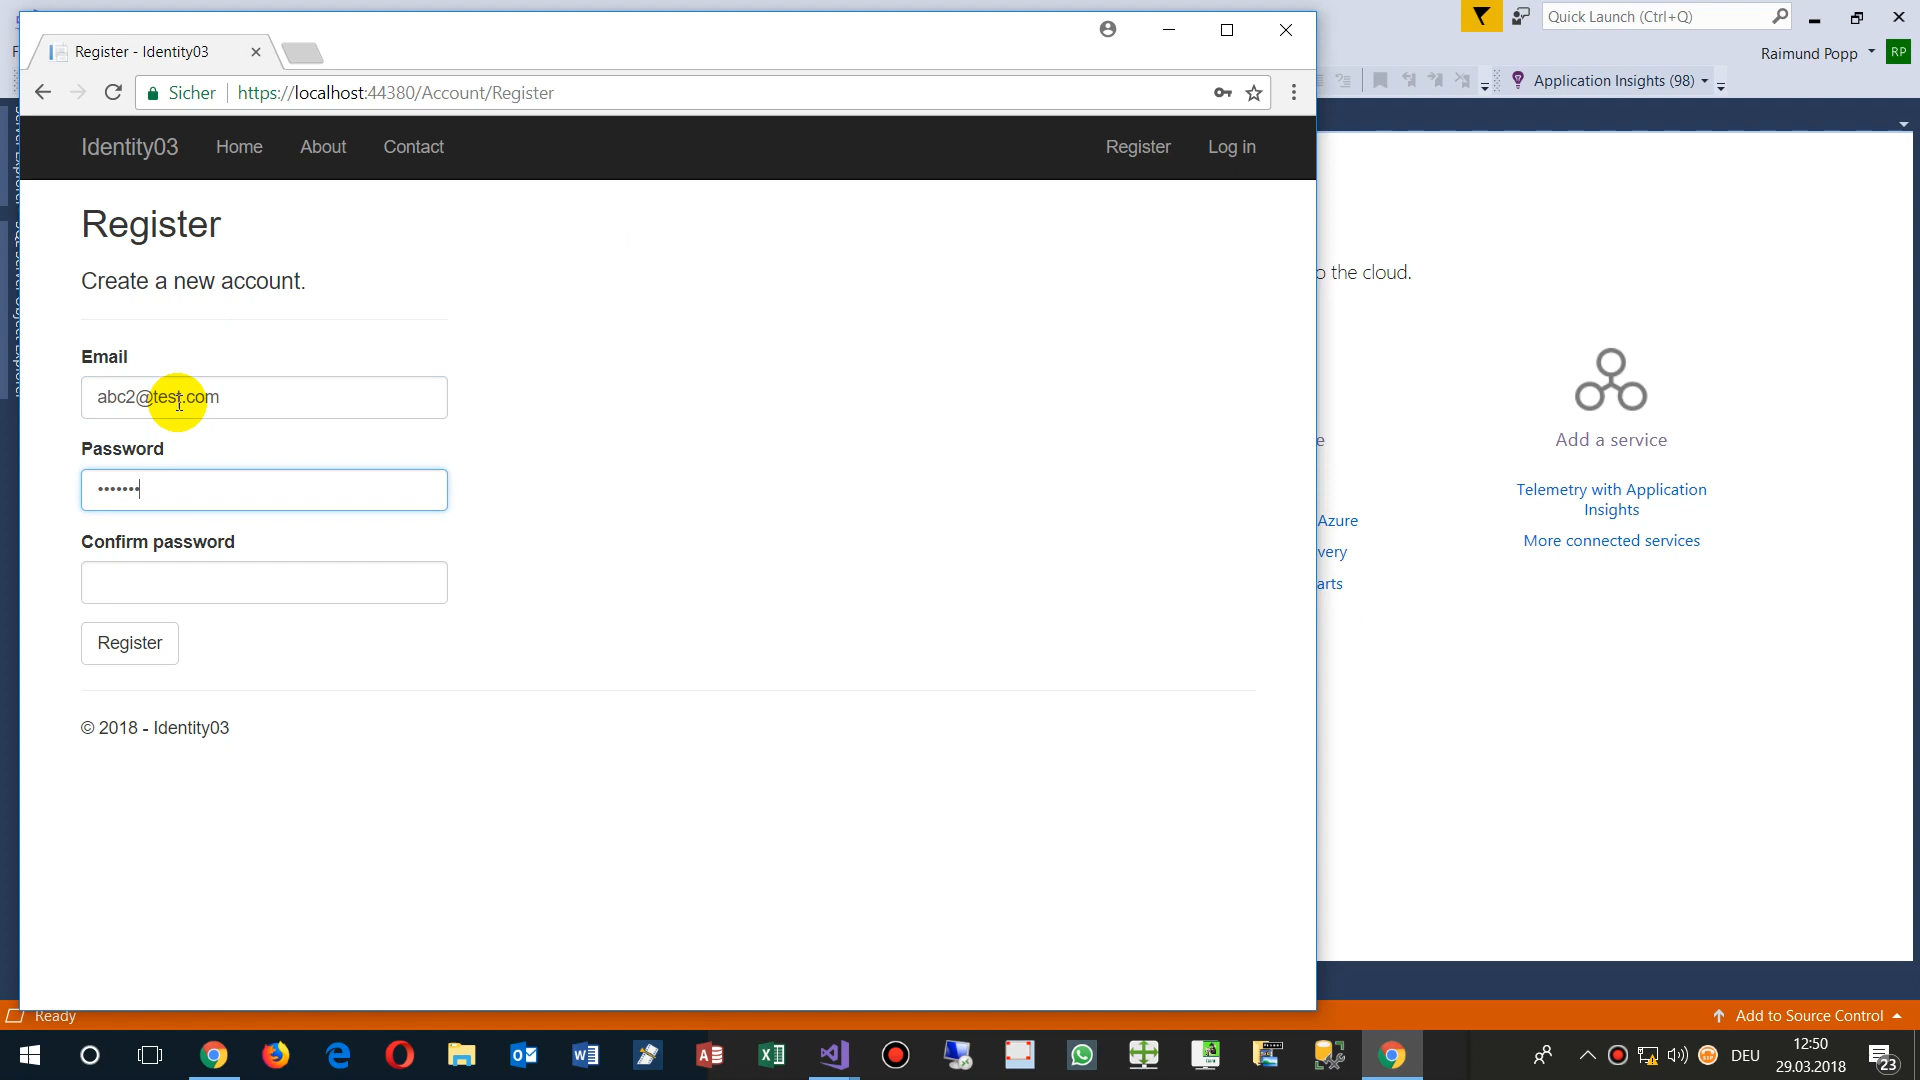 Register - Identity03
Quick Launch (Ctrl+Q)
Raimund Popp
RP
Sicher
https://localhost:44380/Account/Register
Application Insights (98)
Identity03
Home
About
Contact
Register
Log in
Register
Create a new account.
o the cloud.
Email
abc2@test.com
Password
•••••••
Add a service
Telemetry with Application
Insights
Azure
More connected services
very
arts
Confirm password
Register
© 2018 - Identity03
Ready
Add to Source Control
DEU
12:50
29.03.2018
23